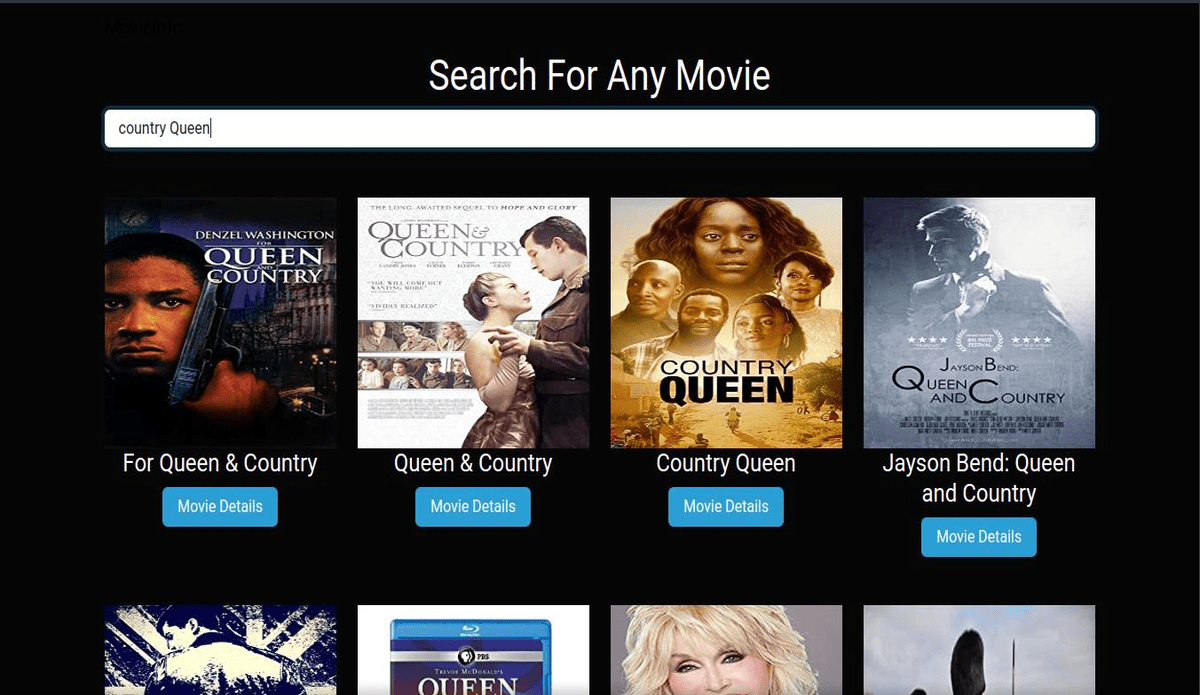 MovieInfo
Search For Any Movie
country Queen
DENZEL WASHINGTON
FOR
QUEEN
AND
COUNTRY
THE LONG-AWAITED SEQUEL TO HOPE AND GLORY
QUEEN &
COUNTRY
"YOU WILL COME OUT
WANTING MORE"
"VIVIDLY REALIZED"
COUNTRY
QUEEN
JAYSON BEND:
QUEEN
AND COUNTRY
For Queen & Country
Queen & Country
Country Queen
Jayson Bend: Queen
and Country
Movie Details
Movie Details
Movie Details
Movie Details
Blu-ray
PBS
TREVOR MCDONALD'S
QUEEN